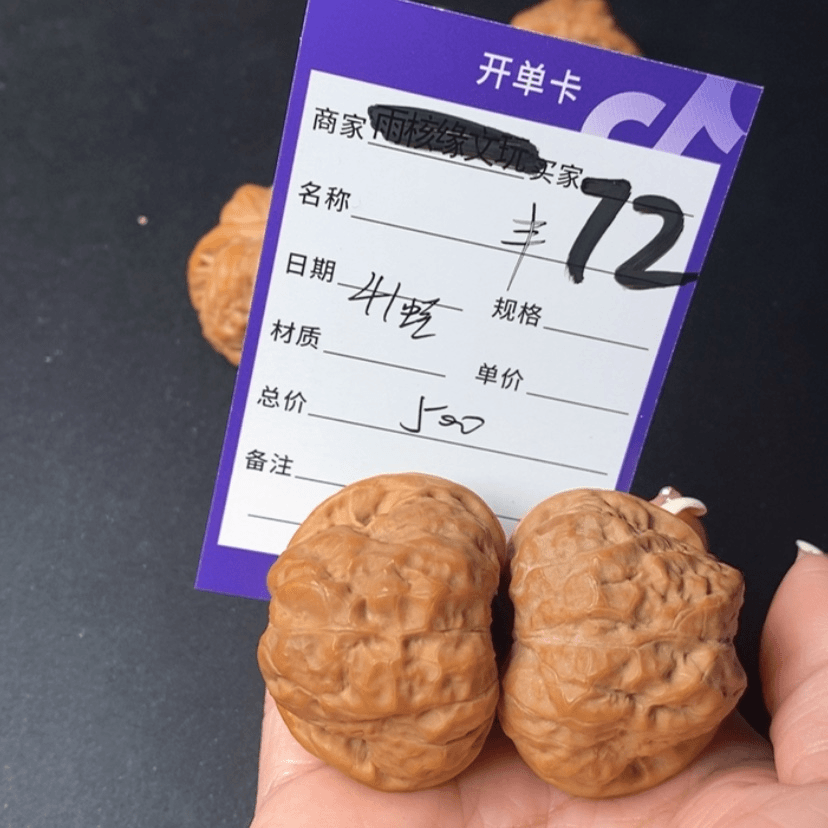 开单卡
商家 雨核缘文玩 买家
名称 72
日期 41 规格
材质 单价
总价 500
备注